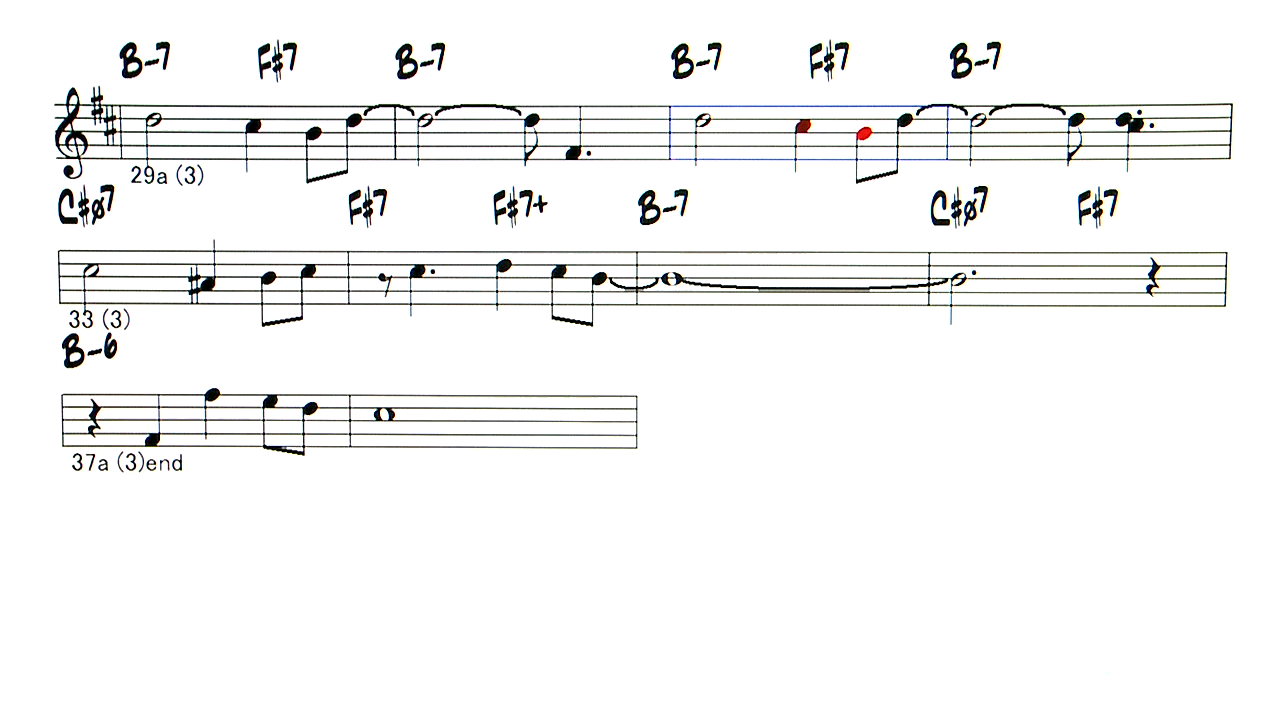 B-7 F#7 B-7 B-7 F#7 B-7
29a (3)
C#ø7 F#7 F#7+ B-7 C#ø7 F#7
33 (3)
B-6
37a (3)end